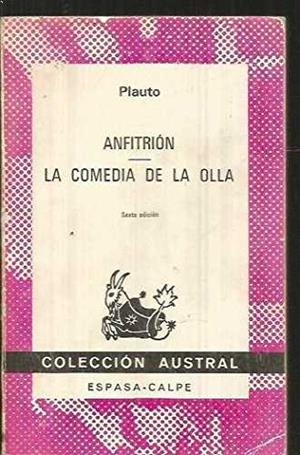 Plauto
ANFITRIÓN
LA COMEDIA DE LA OLLA
Sexta edición
COLECCIÓN AUSTRAL
ESPASA-CALPE